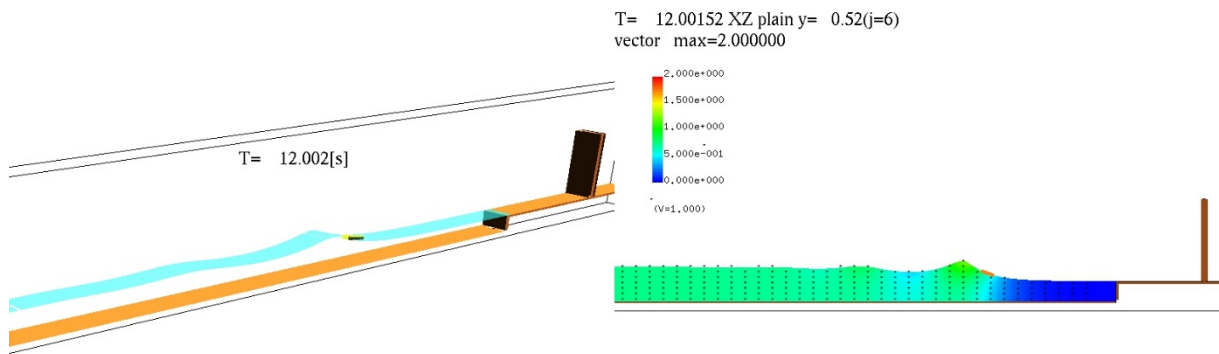 T= 12.002[s]
T= 12.00152 XZ plain y= 0.52(j=6)
vector max=2.000000
2.000e+000
1.500e+000
1.000e+000
5.000e-001
0.000e+000
(V=1.000)